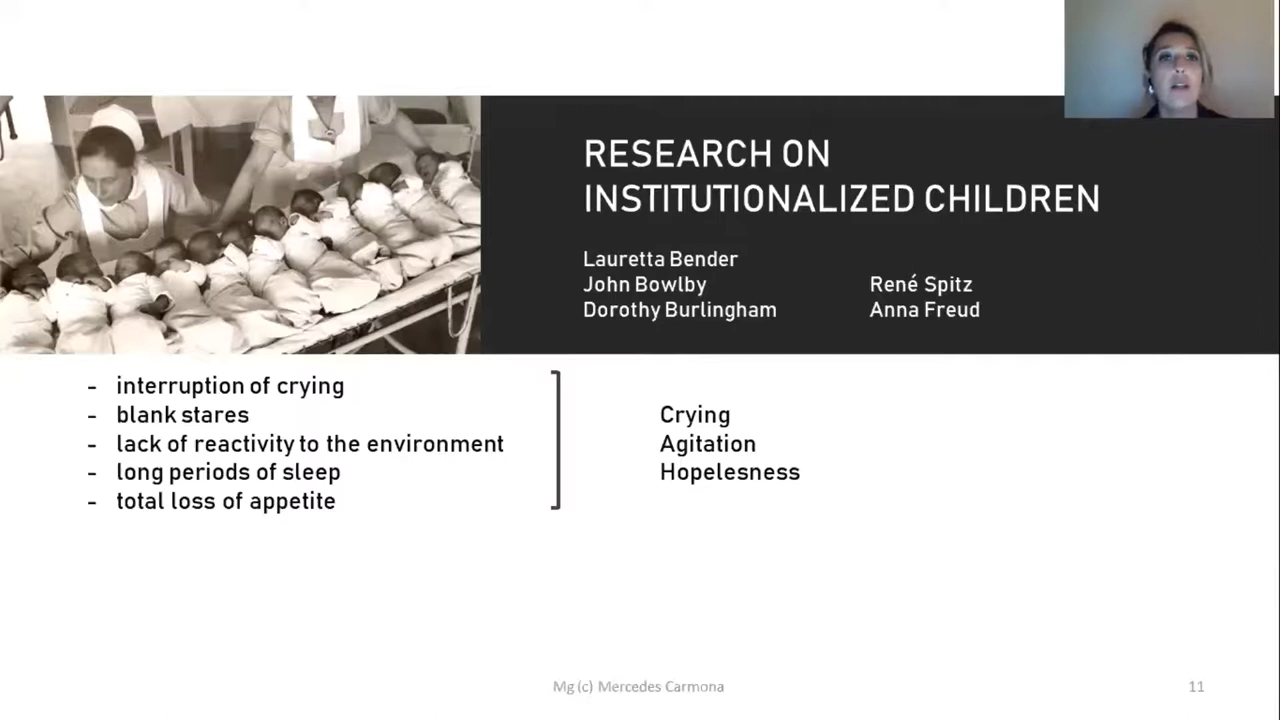 RESEARCH ON
INSTITUTIONALIZED CHILDREN
Lauretta Bender
John Bowlby
Dorothy Burlingham
René Spitz
Anna Freud
- interruption of crying
- blank stares
- lack of reactivity to the environment
- long periods of sleep
- total loss of appetite
Crying
Agitation
Hopelesness
Mg (c) Mercedes Carmona
11